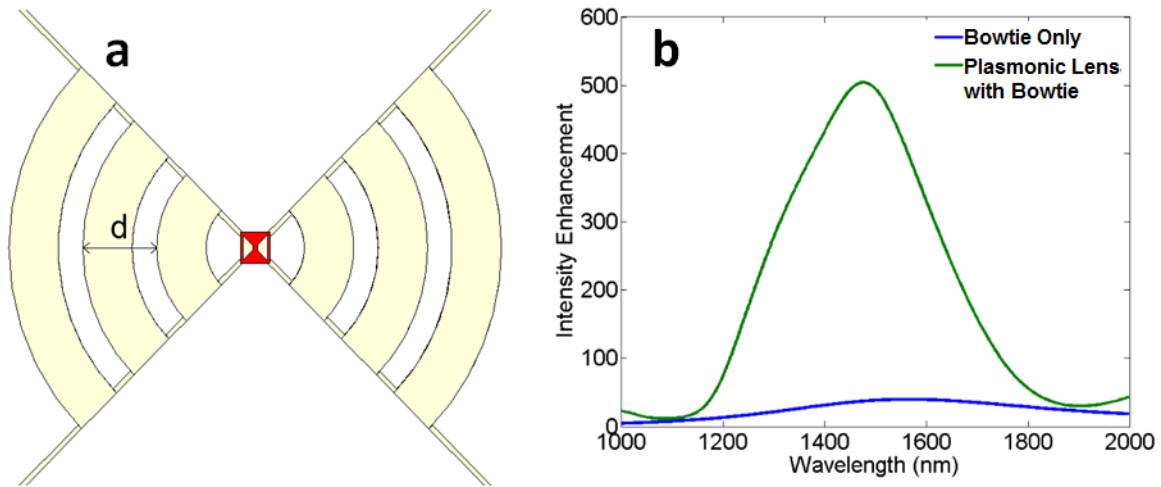 a
d
b
Bowtie Only
Plasmonic Lens
with Bowtie
600
500
400
300
200
100
0
Intensity Enhancement
1000 1200 1400 1600 1800 2000
Wavelength (nm)